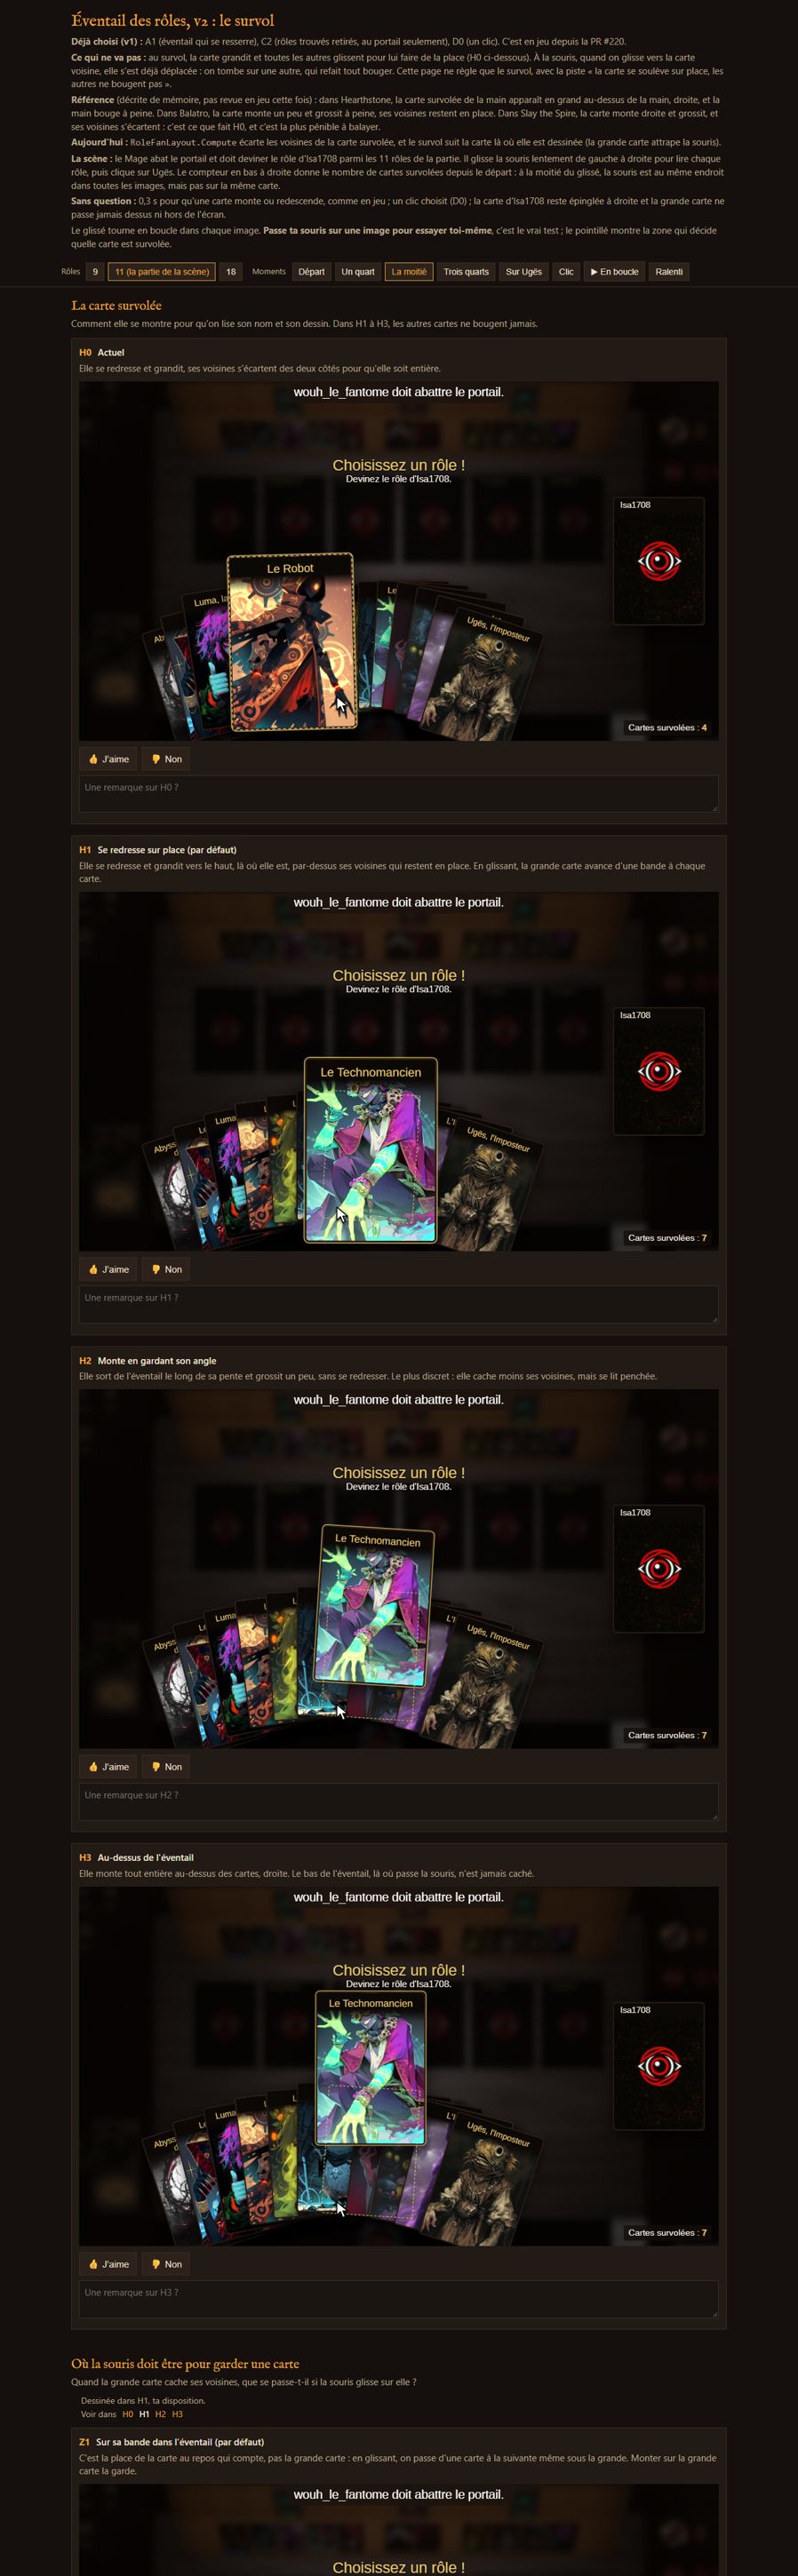 Éventail des rôles, v2 : le survol
Déjà choisi (v1) : A1 (éventail qui se resserre), C2 (rôles trouvés retirés, au portail seulement), D0 (un clic). C'est en jeu depuis la PR #220.
Ce qui ne va pas : au survol, la carte grandit et toutes les autres glissent pour lui faire de la place (H0 ci-dessous). À la souris, quand on glisse vers la carte
voisine, elle s'est déjà déplacée : on tombe sur une autre, qui refait tout bouger. Cette page ne règle que le survol, avec la piste « la carte se soulève sur place, les
autres ne bougent pas ».
Référence (décrite de mémoire, pas revue en jeu cette fois) : dans Hearthstone, la carte survolée de la main apparaît en grand au-dessus de la main, droite, et la
main bouge à peine. Dans Balatro, la carte monte un peu et grossit à peine, ses voisines restent en place. Dans Slay the Spire, la carte monte droite et grossit, et
ses voisines s'écartent : c'est ce que fait H0, et c'est la plus pénible à balayer.
Aujourd'hui : RoleFanLayout.Compute écarte les voisines de la carte survolée, et le survol suit la carte là où elle est dessinée (la grande carte attrape la souris).
La scène : le Mage abat le portail et doit deviner le rôle d'Isa1708 parmi les 11 rôles de la partie. Il glisse la souris lentement de gauche à droite pour lire chaque
rôle, puis clique sur Ugës. Le compteur en bas à droite donne le nombre de cartes survolées depuis le départ : à la moitié du glissé, la souris est au même endroit
dans toutes les images, mais pas sur la même carte.
Sans question : 0,3 s pour qu'une carte monte ou redescende, comme en jeu ; un clic choisit (D0) ; la carte d'Isa1708 reste épinglée à droite et la grande carte ne
passe jamais dessus ni hors de l'écran.
Le glissé tourne en boucle dans chaque image. Passe ta souris sur une image pour essayer toi-même, c'est le vrai test ; le pointillé montre la zone qui décide
quelle carte est survolée.
Rôles 9 11 (la partie de la scène) 18 Moments Départ Un quart La moitié Trois quarts Sur Ugës Clic ▶ En boucle Ralenti
La carte survolée
Comment elle se montre pour qu'on lise son nom et son dessin. Dans H1 à H3, les autres cartes ne bougent jamais.
H0 Actuel
Elle se redresse et grandit, ses voisines s'écartent des deux côtés pour qu'elle soit entière.
wouh_le_fantome doit abattre le portail.
Choisissez un rôle !
Devinez le rôle d'Isa1708.
Isa1708
Le Robot
Luma, la
Ab
Le
Ugës, l'Imposteur
Cartes survolées : 4
👍 J'aime 👎 Non
Une remarque sur H0 ?
H1 Se redresse sur place (par défaut)
Elle se redresse et grandit vers le haut, là où elle est, par-dessus ses voisines qui restent en place. En glissant, la grande carte avance d'une bande à chaque
carte.
wouh_le_fantome doit abattre le portail.
Choisissez un rôle !
Devinez le rôle d'Isa1708.
Isa1708
Le Technomancien
Luma
Abyss
Ugës, l'Imposteur
Cartes survolées : 7
👍 J'aime 👎 Non
Une remarque sur H1 ?
H2 Monte en gardant son angle
Elle sort de l'éventail le long de sa pente et grossit un peu, sans se redresser. Le plus discret : elle cache moins ses voisines, mais se lit penchée.
wouh_le_fantome doit abattre le portail.
Choisissez un rôle !
Devinez le rôle d'Isa1708.
Isa1708
Le Technomancien
Luma
Abyss
Ugës, l'Imposteur
Cartes survolées : 7
👍 J'aime 👎 Non
Une remarque sur H2 ?
H3 Au-dessus de l'éventail
Elle monte tout entière au-dessus des cartes, droite. Le bas de l'éventail, là où passe la souris, n'est jamais caché.
wouh_le_fantome doit abattre le portail.
Choisissez un rôle !
Devinez le rôle d'Isa1708.
Isa1708
Le Technomancien
Luma
Abyss
Ugës, l'Imposteur
Cartes survolées : 7
👍 J'aime 👎 Non
Une remarque sur H3 ?
Où la souris doit être pour garder une carte
Quand la grande carte cache ses voisines, que se passe-t-il si la souris glisse sur elle ?
Dessinée dans H1, ta disposition.
Voir dans H0 H1 H2 H3
Z1 Sur sa bande dans l'éventail (par défaut)
C'est la place de la carte au repos qui compte, pas la grande carte : en glissant, on passe d'une carte à la suivante même sous la grande. Monter sur la grande
carte la garde.
wouh_le_fantome doit abattre le portail.
Choisissez un rôle !